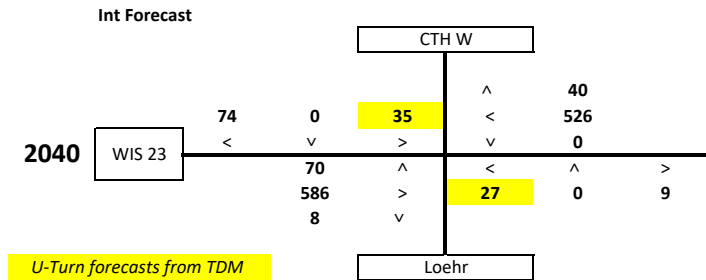 Int Forecast
CTH W
^ 40
74 0 35 < 526
< v > v 0
2040 WIS 23
70 ^ < ^ >
586 > 27 0 9
8 v
U-Turn forecasts from TDM Loehr